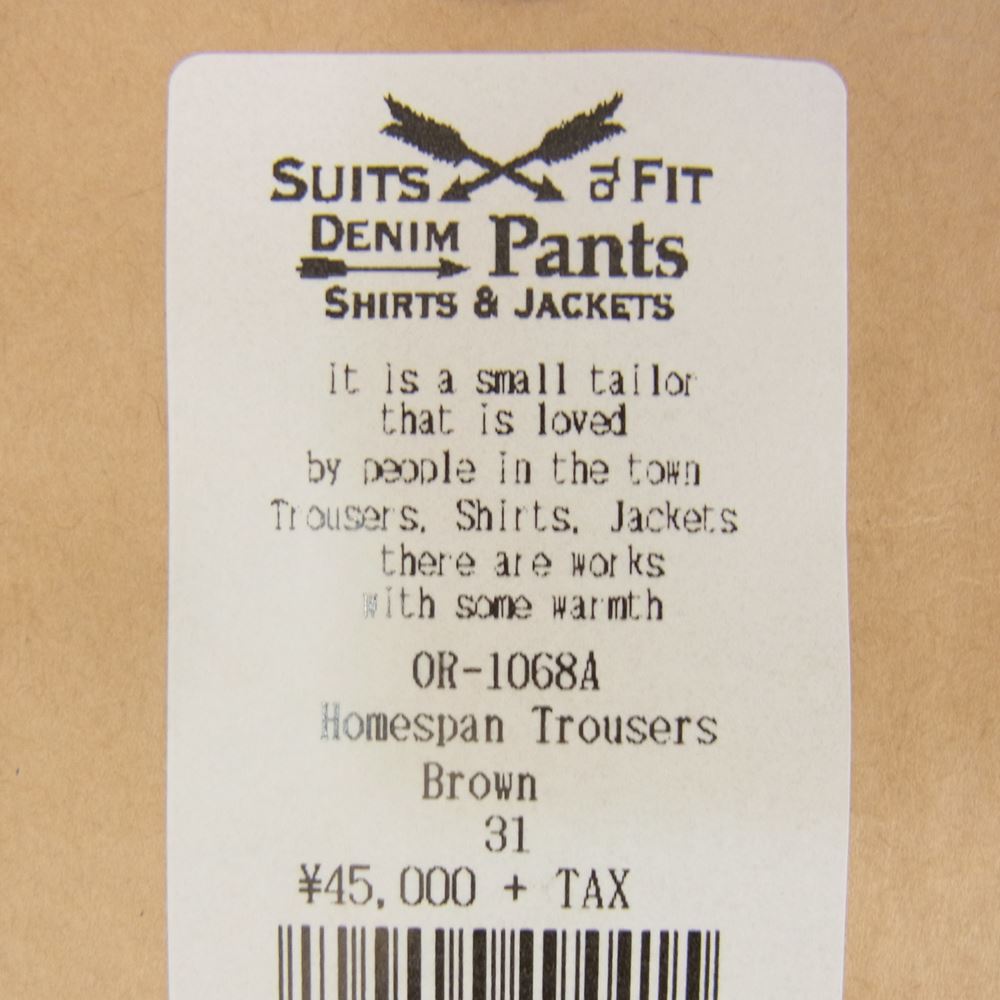 SUITS to FIT
DENIM Pants
SHIRTS & JACKETS
it is a small tailor
that is loved
by people in the town
Trousers, Shirts, Jackets
there are works
with some warmth
OR-1068A
Homespan Trousers
Brown
31
¥45,000 + TAX